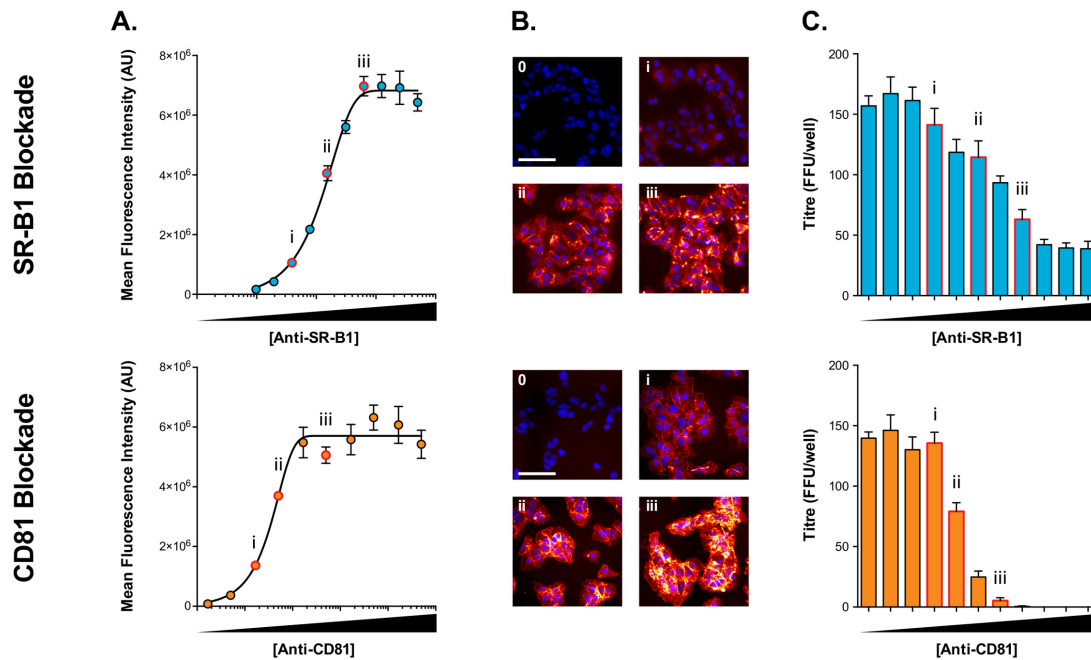 A.
B.
C.
SR-B1 Blockade
Mean Fluorescence Intensity (AU)
8×10⁶
6×10⁶
4×10⁶
2×10⁶
0
i
ii
iii
[Anti-SR-B1]
0
i
ii
iii
Titre (FFU/well)
200
150
100
50
0
i
ii
iii
[Anti-SR-B1]
CD81 Blockade
Mean Fluorescence Intensity (AU)
8×10⁶
6×10⁶
4×10⁶
2×10⁶
0
i
ii
iii
[Anti-CD81]
0
i
ii
iii
Titre (FFU/well)
200
150
100
50
0
i
ii
iii
[Anti-CD81]